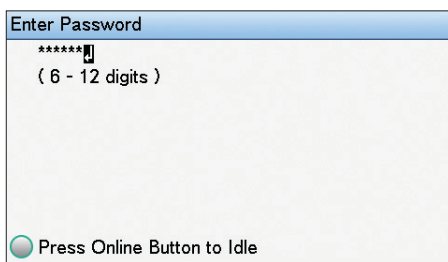 Enter Password
******↲
( 6 - 12 digits )
Press Online Button to Idle